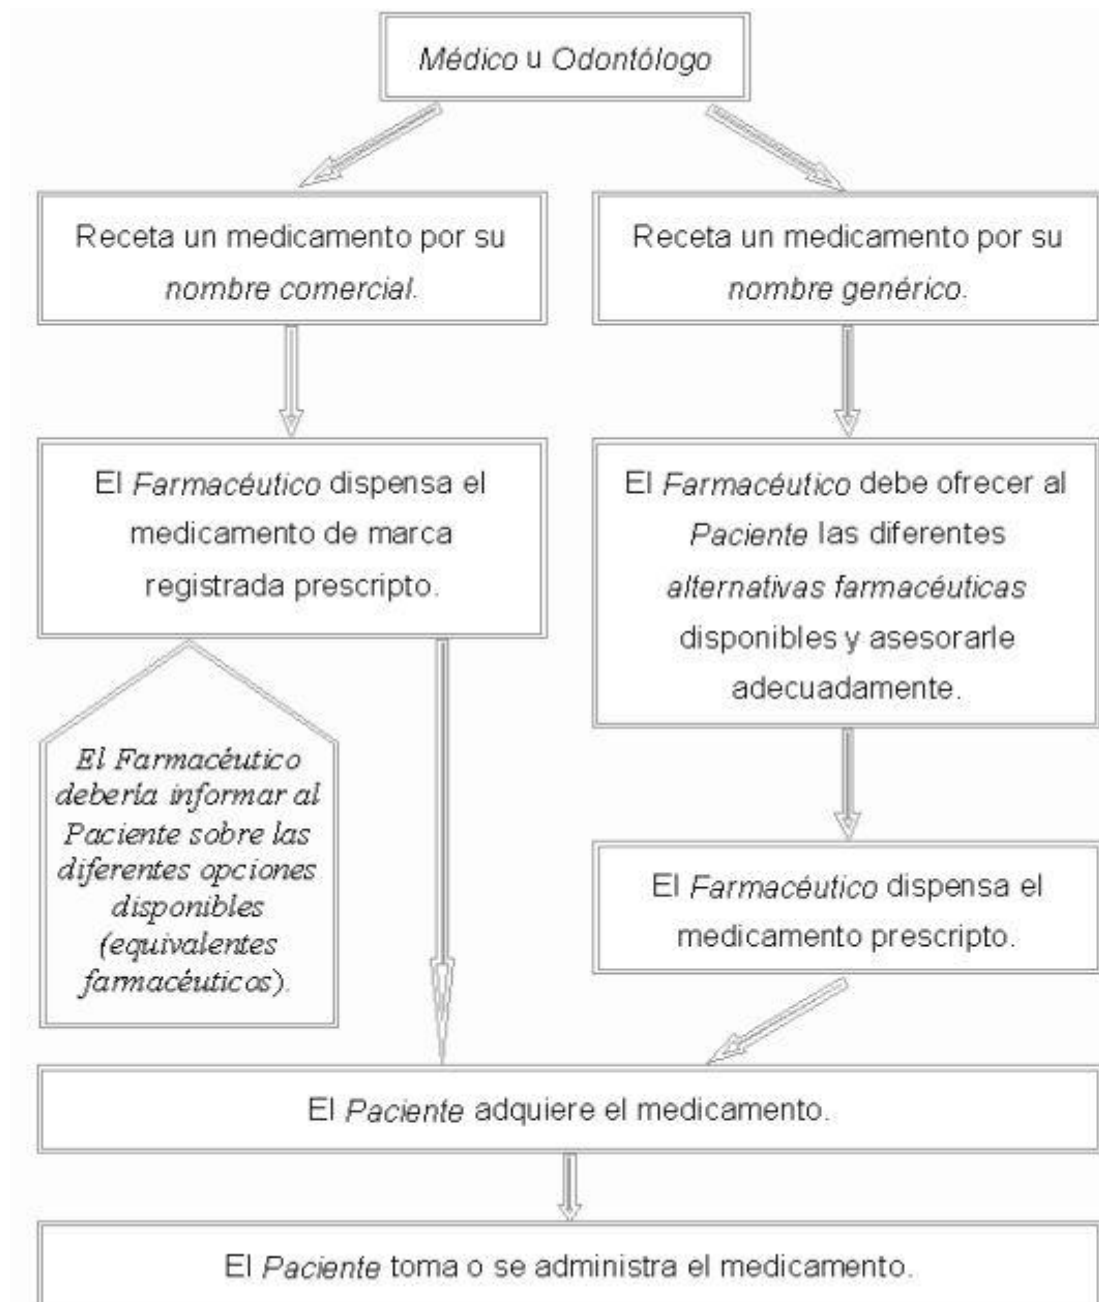 Médico u Odontólogo
Receta un medicamento por su
nombre comercial.
Receta un medicamento por su
nombre genérico.
El Farmacéutico dispensa el
medicamento de marca
registrada prescripto.
El Farmacéutico debe ofrecer al
Paciente las diferentes
alternativas farmacéuticas
disponibles y asesorarle
adecuadamente.
El Farmacéutico
debería informar al
Paciente sobre las
diferentes opciones
disponibles
(equivalentes
farmacéuticos).
El Farmacéutico dispensa el
medicamento prescripto.
El Paciente adquiere el medicamento.
El Paciente toma o se administra el medicamento.